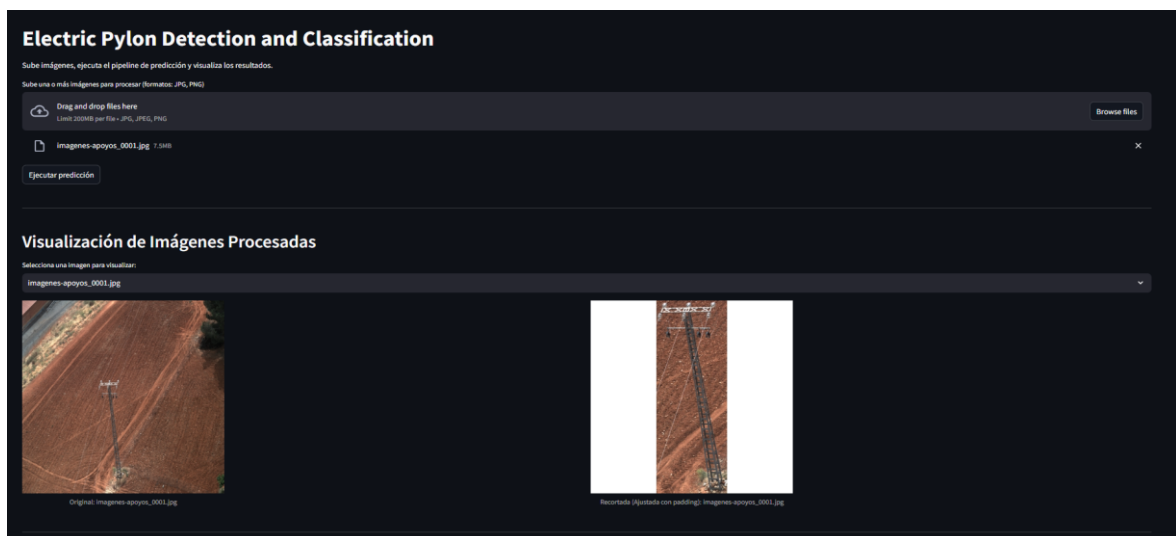 Electric Pylon Detection and Classification
Sube imágenes, ejecuta el pipeline de predicción y visualiza los resultados.
Sube una o más imágenes para procesar (formatos: JPG, PNG)
Drag and drop files here
Limit 200MB per file • JPG, JPEG, PNG
Browse files
imagenes-apoyos_0001.jpg 7.5MB
Ejecutar predicción
Visualización de Imágenes Procesadas
Selecciona una imagen para visualizar:
imagenes-apoyos_0001.jpg
Original: imagenes-apoyos_0001.jpg
Recortada (Ajustada con padding): imagenes-apoyos_0001.jpg